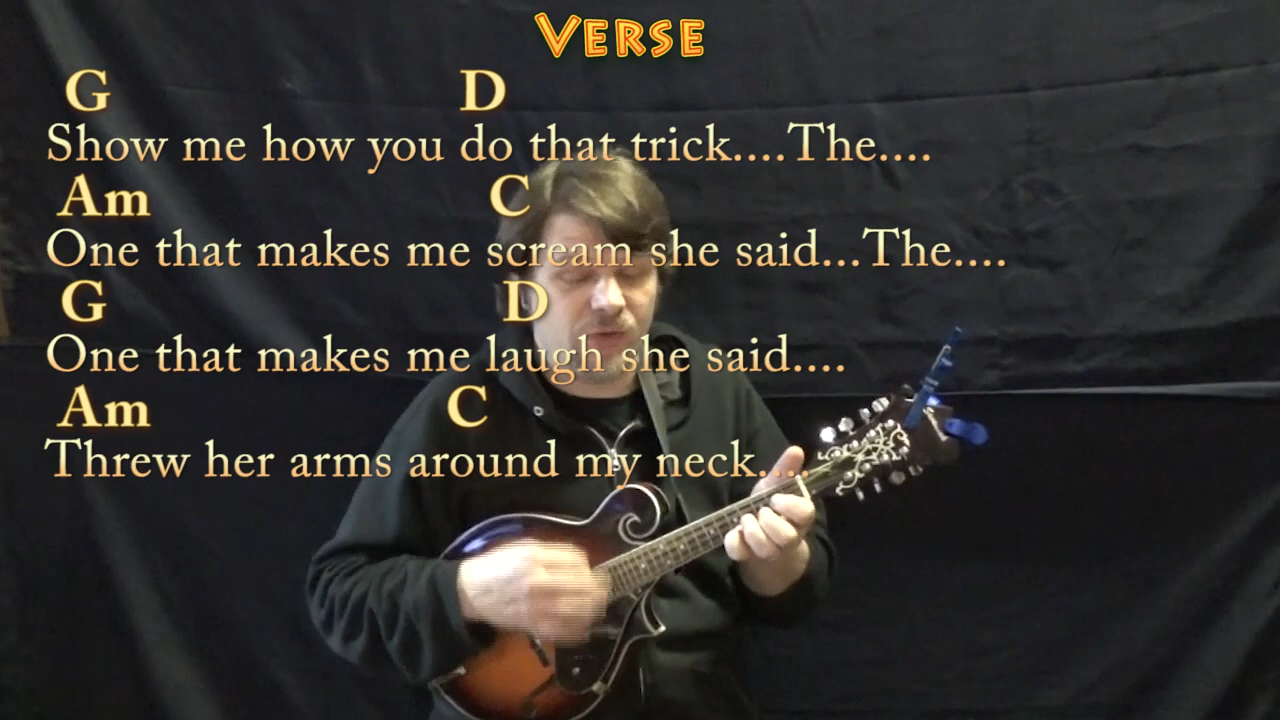 VERSE
G D
Show me how you do that trick....The....
Am C
One that makes me scream she said...The....
G D
One that makes me laugh she said....
Am C
Threw her arms around my neck....